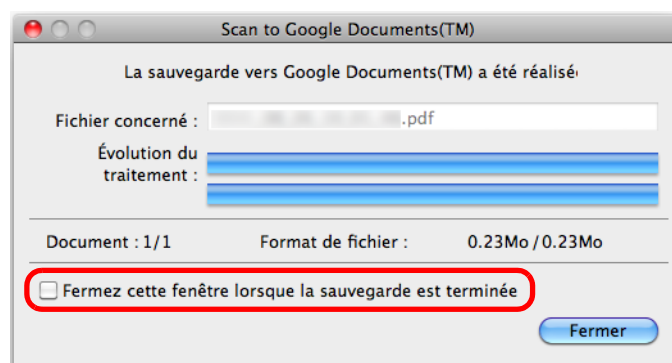 Scan to Google Documents(TM)
La sauvegarde vers Google Documents(TM) a été réalisé
Fichier concerné : .pdf
Évolution du
traitement :
Document : 1/1 Format de fichier : 0.23Mo / 0.23Mo
Fermez cette fenêtre lorsque la sauvegarde est terminée
Fermer